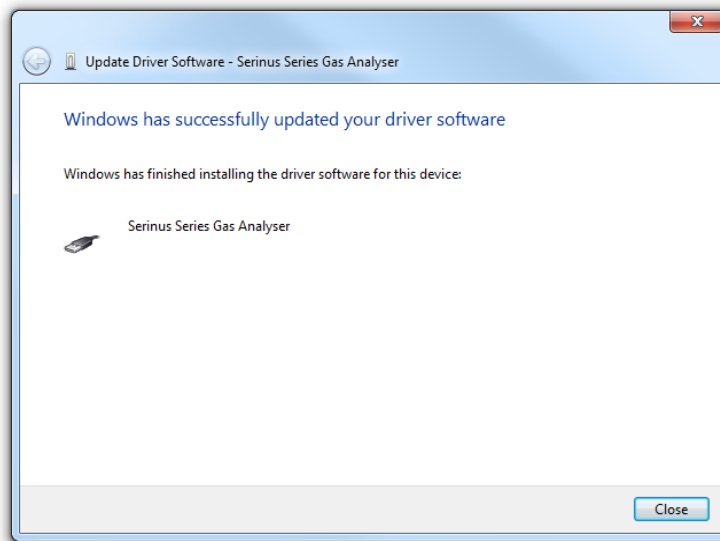 Update Driver Software - Serinus Series Gas Analyser
Windows has successfully updated your driver software
Windows has finished installing the driver software for this device:
Serinus Series Gas Analyser
Close